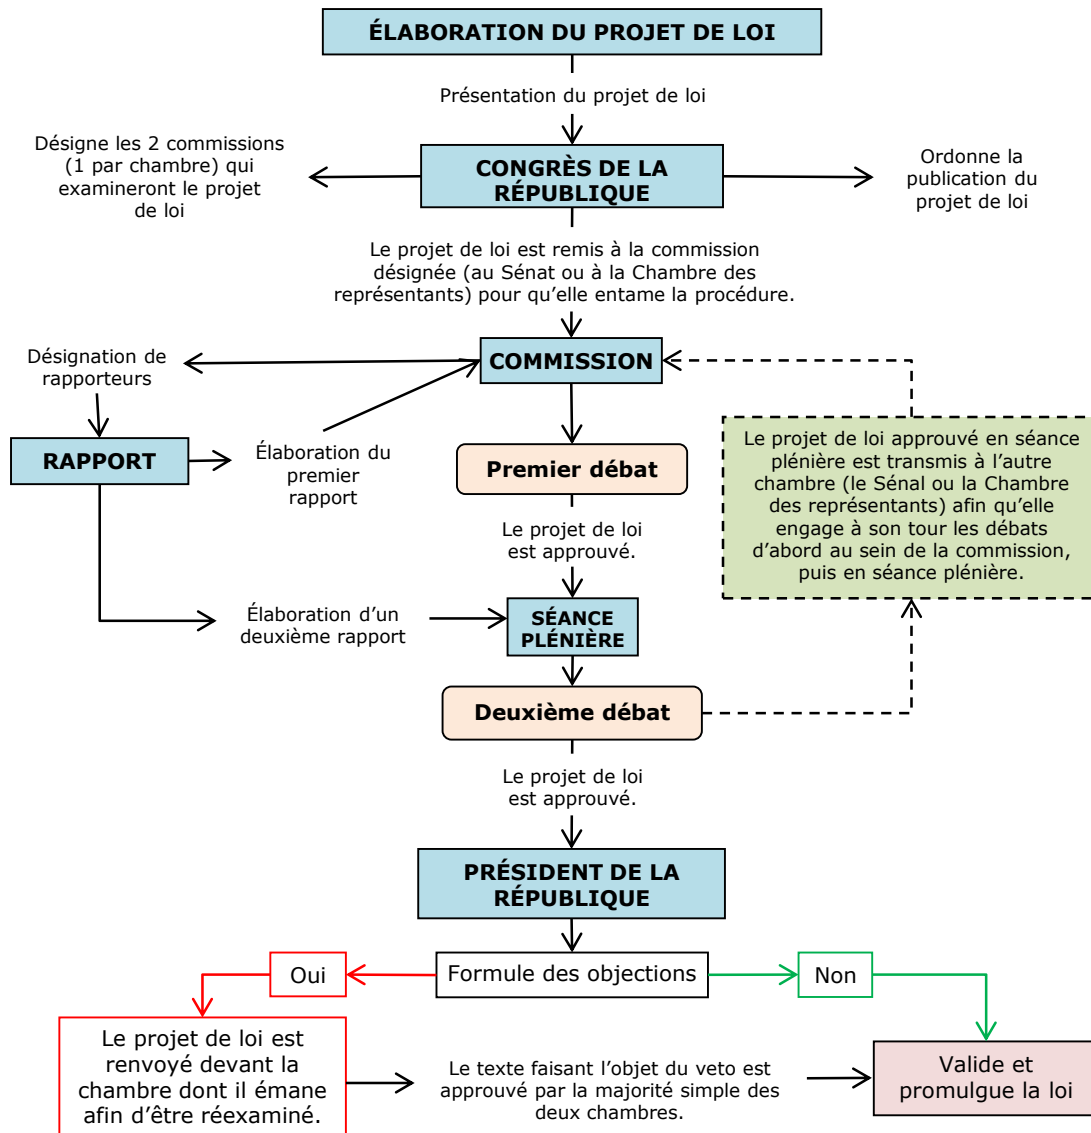 ÉLABORATION DU PROJET DE LOI
Présentation du projet de loi
Désigne les 2 commissions
(1 par chambre) qui
examineront le projet
de loi
CONGRÈS DE LA
RÉPUBLIQUE
Ordonne la
publication du
projet de loi
Le projet de loi est remis à la commission
désignée (au Sénat ou à la Chambre des
représentants) pour qu’elle entame la procédure.
Désignation de
rapporteurs
COMMISSION
RAPPORT
Élaboration du
premier
rapport
Premier débat
Le projet de loi approuvé en séance
plénière est transmis à l’autre
chambre (le Sénal ou la Chambre
des représentants) afin qu’elle
engage à son tour les débats
d’abord au sein de la commission,
puis en séance plénière.
Le projet de loi
est approuvé.
Élaboration d’un
deuxième rapport
SÉANCE
PLÉNIÈRE
Deuxième débat
Le projet de loi
est approuvé.
PRÉSIDENT DE LA
RÉPUBLIQUE
Oui
Formule des objections
Non
Le projet de loi est
renvoyé devant la
chambre dont il émane
afin d’être réexaminé.
Le texte faisant l’objet du veto est
approuvé par la majorité simple des
deux chambres.
Valide et
promulgue la loi